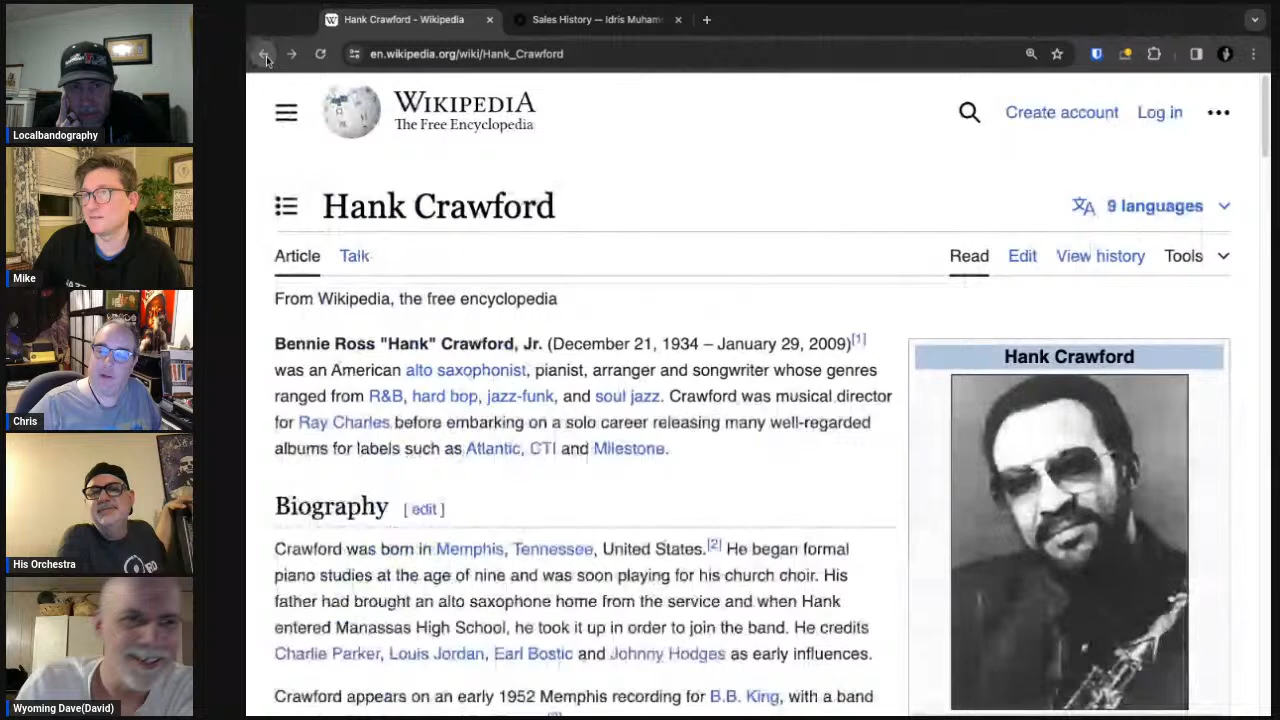 Hank Crawford - Wikipedia
Sales History — Idris Muham
en.wikipedia.org/wiki/Hank_Crawford
WIKIPEDIA
The Free Encyclopedia
Create account
Log in
Hank Crawford
9 languages
Article
Talk
Read
Edit
View history
Tools
From Wikipedia, the free encyclopedia
Bennie Ross "Hank" Crawford, Jr. (December 21, 1934 – January 29, 2009)[1]
was an American alto saxophonist, pianist, arranger and songwriter whose genres
ranged from R&B, hard bop, jazz-funk, and soul jazz. Crawford was musical director
for Ray Charles before embarking on a solo career releasing many well-regarded
albums for labels such as Atlantic, CTI and Milestone.
Hank Crawford
Biography [ edit ]
Crawford was born in Memphis, Tennessee, United States.[2] He began formal
piano studies at the age of nine and was soon playing for his church choir. His
father had brought an alto saxophone home from the service and when Hank
entered Manassas High School, he took it up in order to join the band. He credits
Charlie Parker, Louis Jordan, Earl Bostic and Johnny Hodges as early influences.
Crawford appears on an early 1952 Memphis recording for B.B. King, with a band
Localbandography
Mike
Chris
His Orchestra
Wyoming Dave(David)